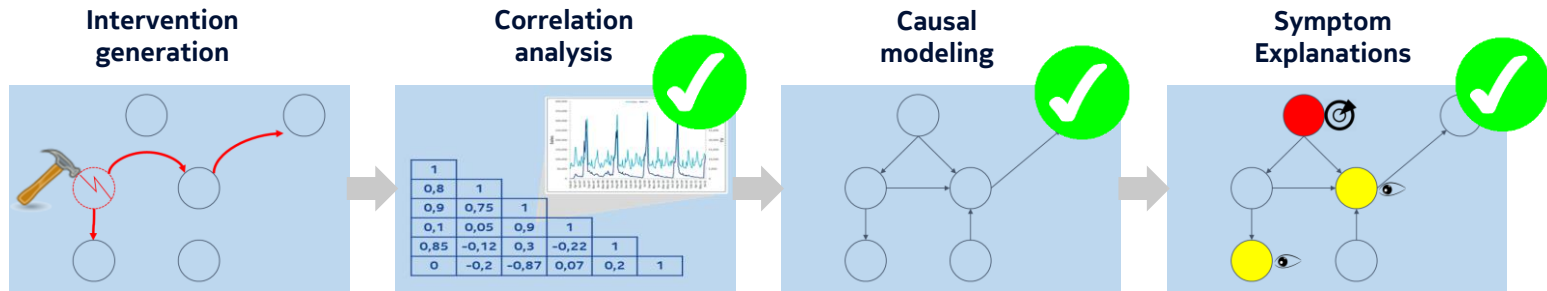 Intervention
generation
Correlation
analysis
Causal
modeling
Symptom
Explanations
1
0,8 1
0,9 0,75 1
0,1 0,05 0,9 1
0,85 -0,12 0,3 -0,22 1
0 -0,2 -0,87 0,07 0,2 1